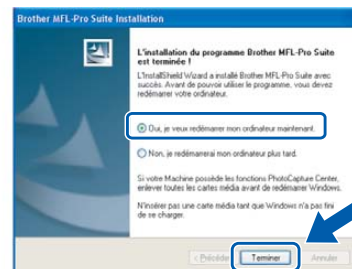 Brother MFL-Pro Suite Installation
L'installation du programme Brother MFL-Pro Suite
est terminée !
L'InstallShield Wizard a installé Brother MFL-Pro Suite avec
succès. Avant de pouvoir utiliser le programme, vous devez
redémarrer votre ordinateur.
Oui, je veux redémarrer mon ordinateur maintenant.
Non, je redémarrerai mon ordinateur plus tard.
Si votre Machine possède les fonctions PhotoCapture Center,
enlever toutes les cartes média avant de redémarrer Windows.
N'insérer pas une carte média tant que Windows n'a pas fini
de se charger.
< Précédent
Terminer
Annuler